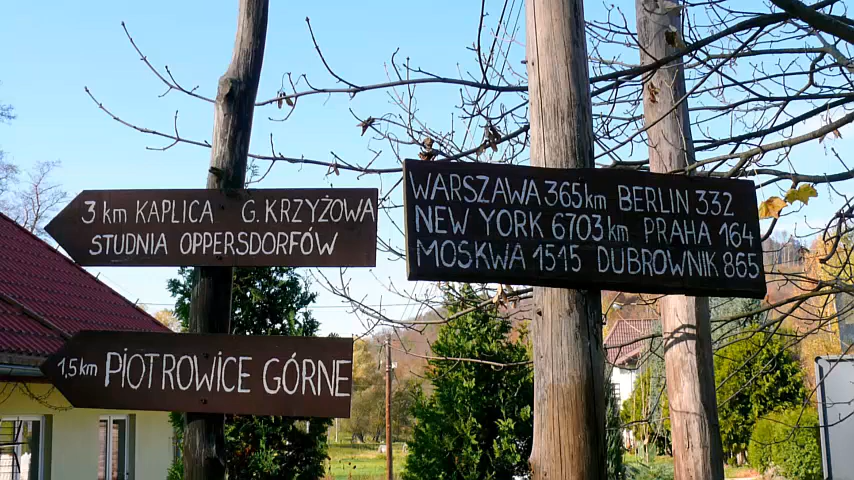 3 km KAPLICA G. KRZYŻOWA
STUDNIA OPPERSDORFÓW
1,5 km PIOTROWICE GÓRNE
WARSZAWA 365 km BERLIN 332
NEW YORK 6703 km PRAHA 164
MOSKWA 1515 DUBROWNIK 865